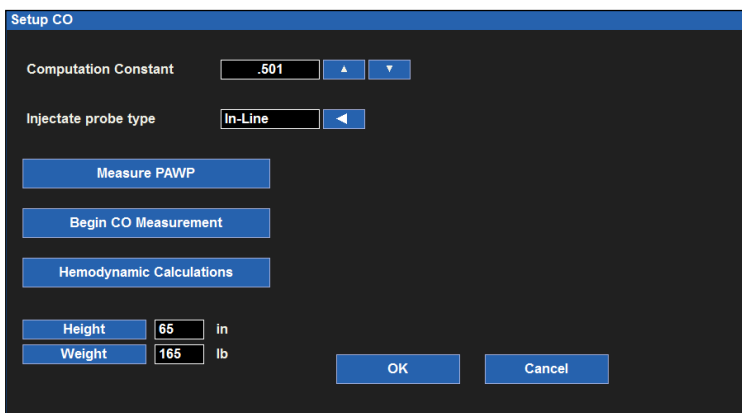 Setup CO
Computation Constant .501
Injectate probe type In-Line
Measure PAWP
Begin CO Measurement
Hemodynamic Calculations
Height 65 in
Weight 165 lb
OK Cancel